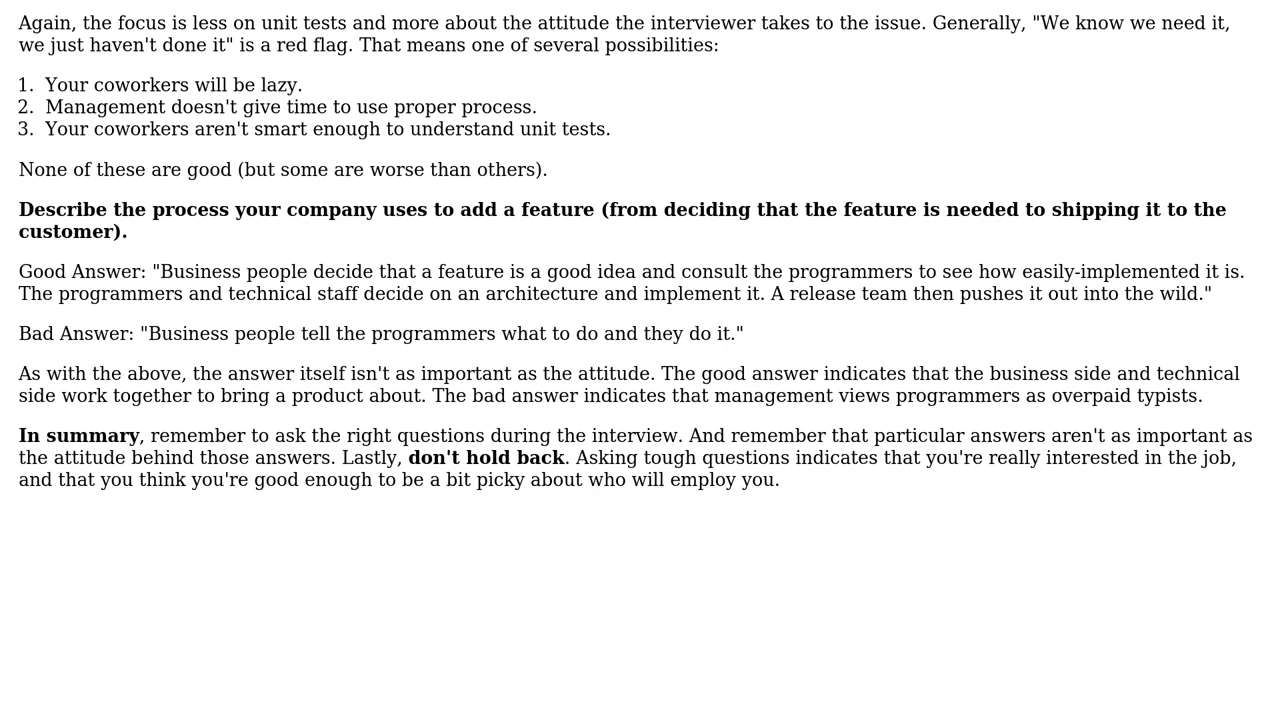 Again, the focus is less on unit tests and more about the attitude the interviewer takes to the issue. Generally, "We know we need it,
we just haven't done it" is a red flag. That means one of several possibilities:
1. Your coworkers will be lazy.
2. Management doesn't give time to use proper process.
3. Your coworkers aren't smart enough to understand unit tests.
None of these are good (but some are worse than others).
Describe the process your company uses to add a feature (from deciding that the feature is needed to shipping it to the
customer).
Good Answer: "Business people decide that a feature is a good idea and consult the programmers to see how easily-implemented it is.
The programmers and technical staff decide on an architecture and implement it. A release team then pushes it out into the wild."
Bad Answer: "Business people tell the programmers what to do and they do it."
As with the above, the answer itself isn't as important as the attitude. The good answer indicates that the business side and technical
side work together to bring a product about. The bad answer indicates that management views programmers as overpaid typists.
In summary, remember to ask the right questions during the interview. And remember that particular answers aren't as important as
the attitude behind those answers. Lastly, don't hold back. Asking tough questions indicates that you're really interested in the job,
and that you think you're good enough to be a bit picky about who will employ you.